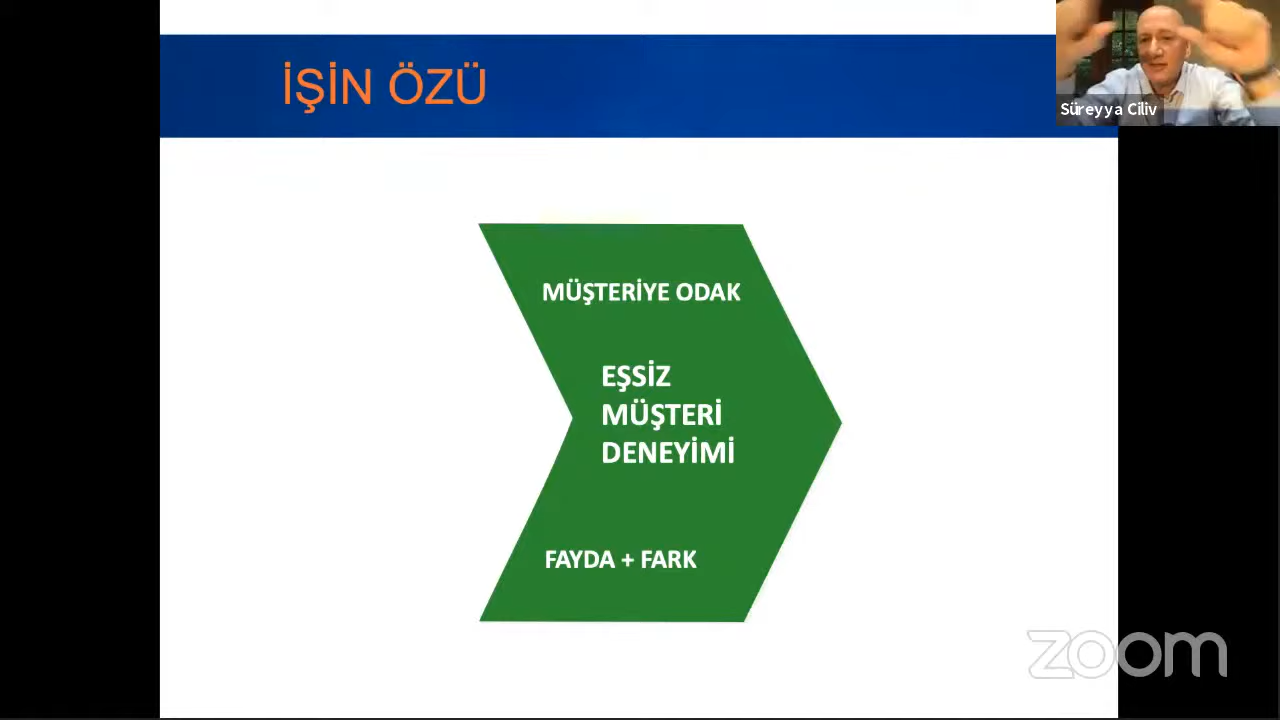 İŞİN ÖZÜ
Süreyya Ciliv
MÜŞTERİYE ODAK
EŞSİZ
MÜŞTERİ
DENEYİMİ
FAYDA + FARK
zoom